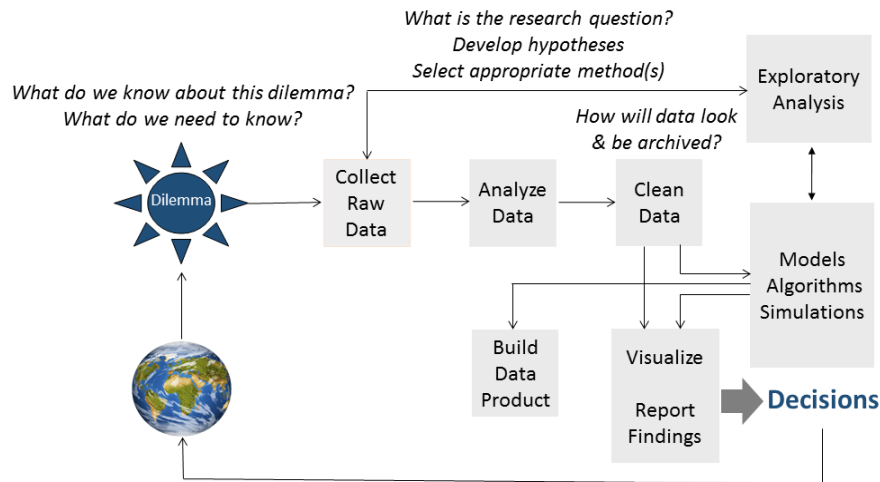 What is the research question?
Develop hypotheses
Select appropriate method(s)
Exploratory
Analysis
What do we know about this dilemma?
What do we need to know?
How will data look
& be archived?
Dilemma
Collect
Raw
Data
Analyze
Data
Clean
Data
Models
Algorithms
Simulations
Build
Data
Product
Visualize
Report
Findings
Decisions